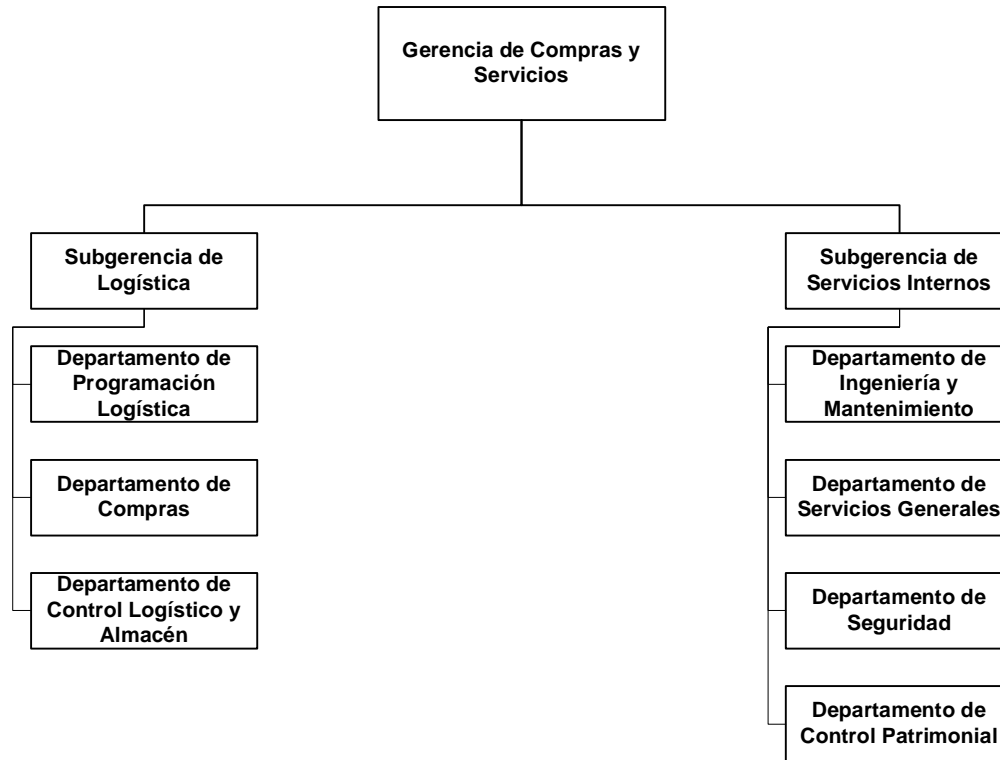 Gerencia de Compras y
Servicios
Subgerencia de
Logística
Subgerencia de
Servicios Internos
Departamento de
Programación
Logística
Departamento de
Ingeniería y
Mantenimiento
Departamento de
Compras
Departamento de
Servicios Generales
Departamento de
Control Logístico y
Almacén
Departamento de
Seguridad
Departamento de
Control Patrimonial